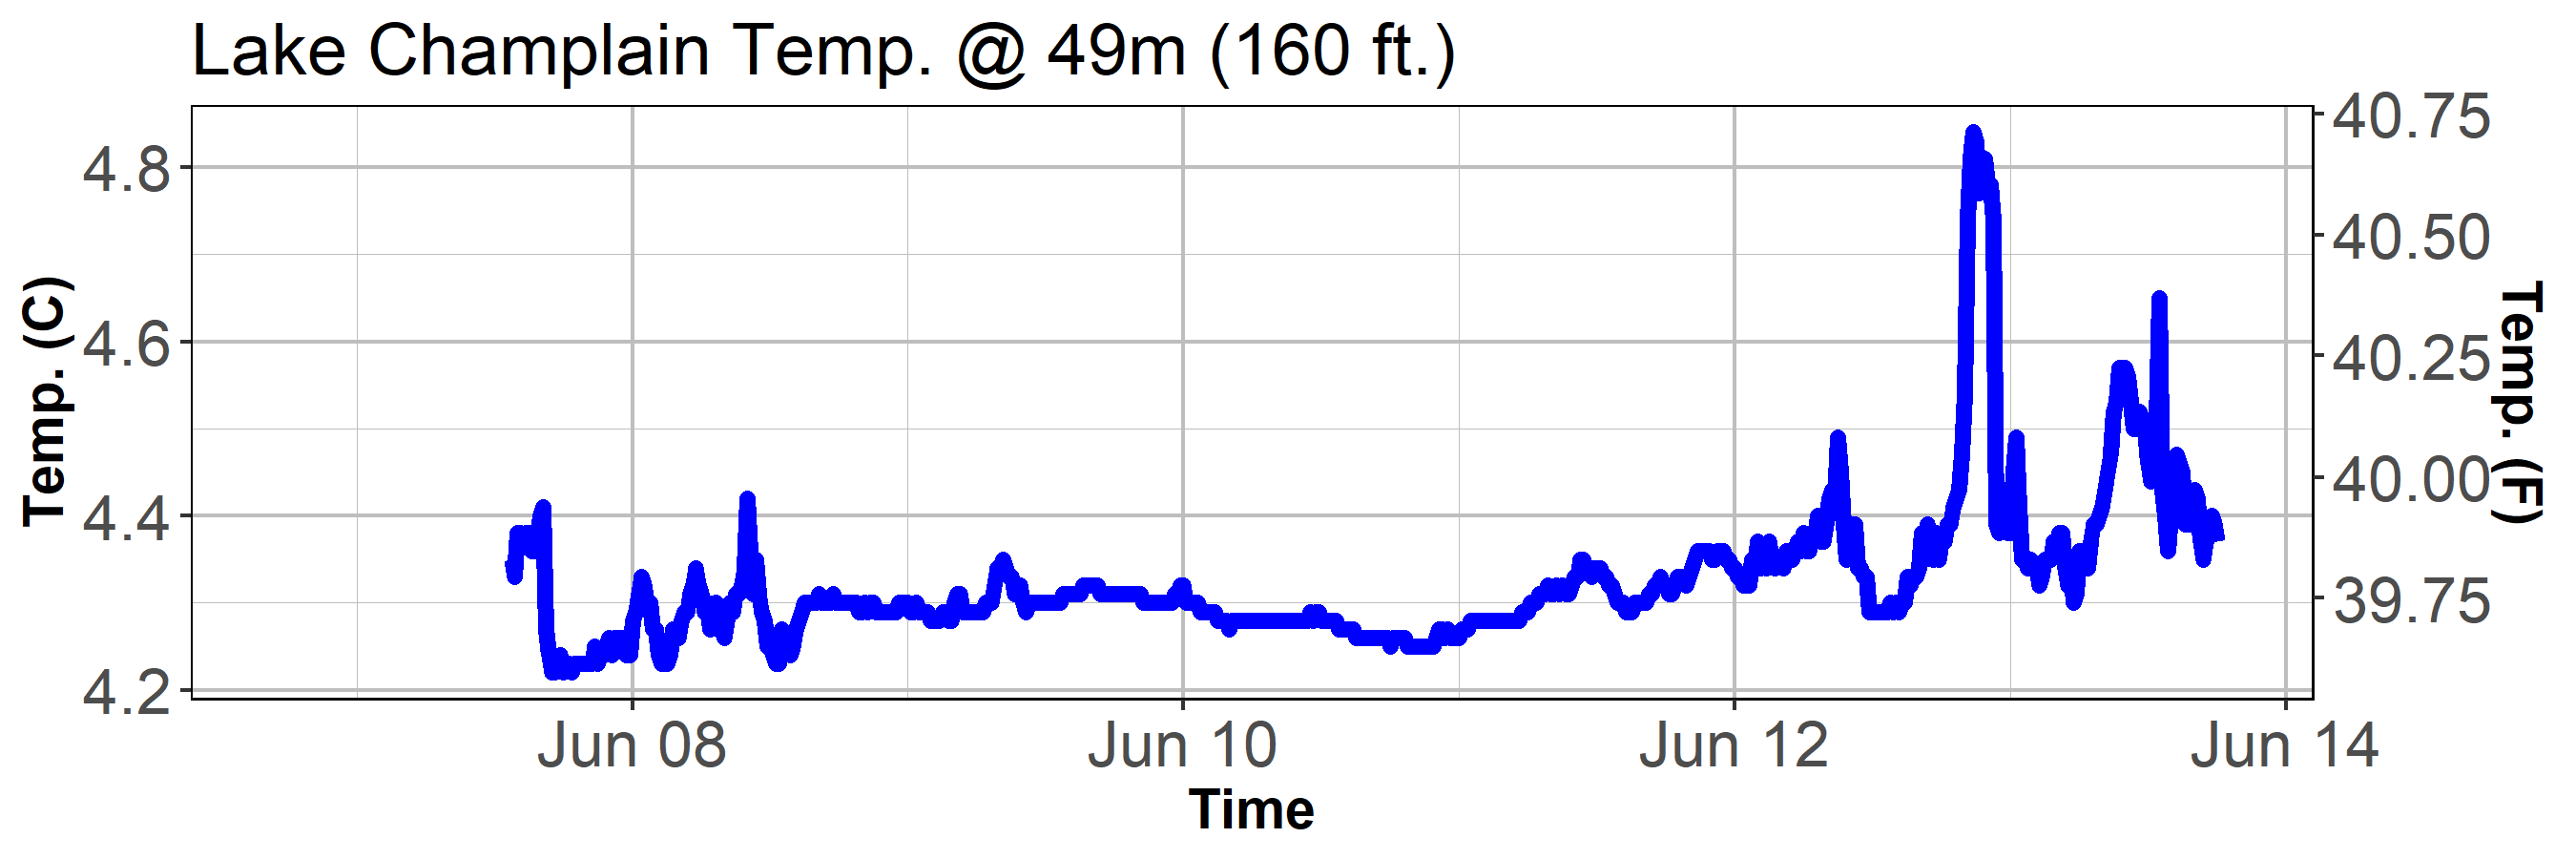 Lake Champlain Temp. @ 49m (160 ft.)
Temp. (C)
4.8
4.6
4.4
4.2
40.75
40.50
40.25
40.00
39.75
Temp. (F)
Jun 08 Jun 10 Jun 12 Jun 14
Time